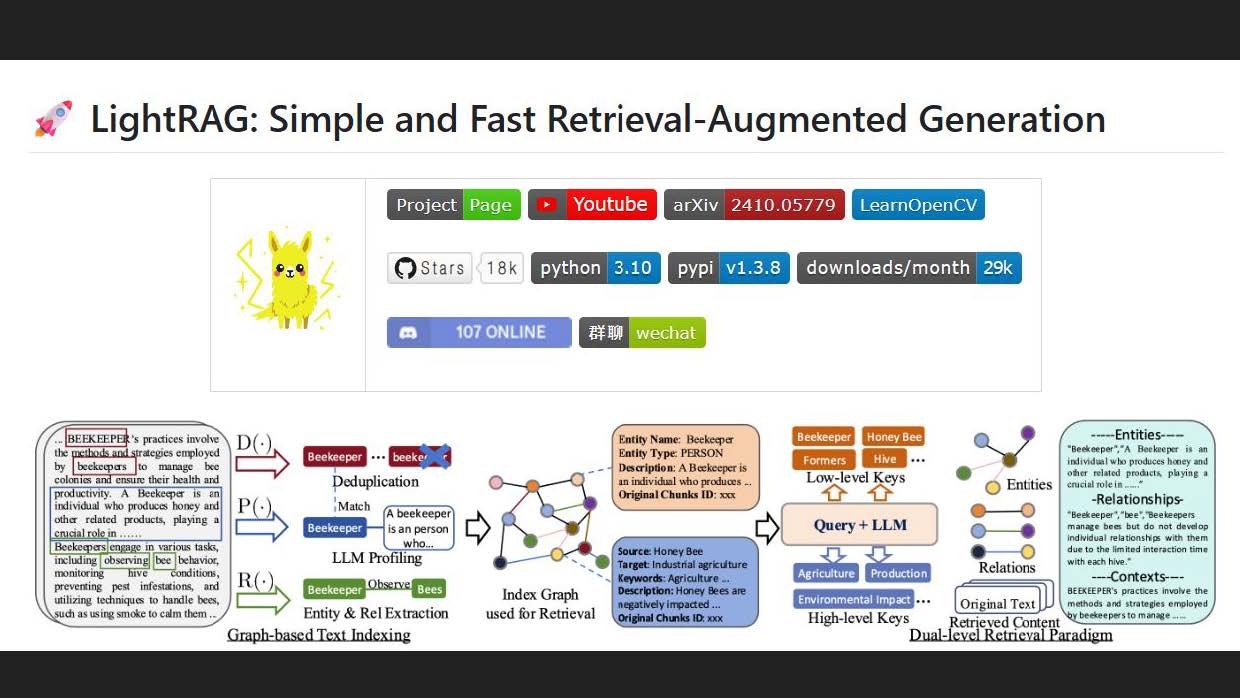 LightRAG: Simple and Fast Retrieval-Augmented Generation
Project Page
Youtube
arXiv 2410.05779
LearnOpenCV
Stars 18k
python 3.10
pypi v1.3.8
downloads/month 29k
107 ONLINE
群聊 wechat
... BEEKEEPER's practices involve
the methods and strategies employed
by beekeepers to manage bee
colonies and ensure their health and
productivity. A Beekeeper is an
individual who produces honey and
other related products, playing a
crucial role in ......
Beekeepers engage in various tasks,
including observing bee behavior,
monitoring hive conditions,
preventing pest infestations, and
utilizing techniques to handle bees,
such as using smoke to calm them ..
D(·)
P(·)
R(·)
Beekeeper ...
Deduplication
Match
Beekeeper
A beekeeper
is an person
who...
LLM Profiling
Beekeeper Observe Bees
Entity & Rel Extraction
Graph-based Text Indexing
Index Graph
used for Retrieval
Entity Name: Beekeeper
Entity Type: PERSON
Description: A Beekeeper is
an individual who produces ...
Original Chunks ID: xxx
Source: Honey Bee
Target: Industrial agriculture
Keywords: Agriculture ...
Description: Honey Bees are
negatively impacted ...
Original Chunks ID: xxx
Beekeeper Honey Bee
Formers Hive ...
Low-level Keys
Query + LLM
Agriculture Production
Environmental Impact ...
High-level Keys
Entities
Relations
Original Text
Retrieved Content
Dual-level Retrieval Paradigm
-----Entities-----
"Beekeeper","A Beekeeper is an
individual who produces honey and
other related products, playing a
crucial role in ......"
-Relationships-
"Beekeeper","bee","Beekeepers
manage bees but do not develop
individual relationships with them
due to the limited interaction time
with each hive."
----Contexts----
BEEKEEPER's practices involve the
methods and strategies employed
by beekeepers to manage .....